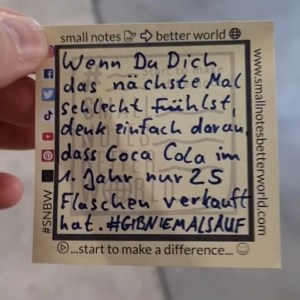 small notes → better world
Wenn Du Dich
das nächste Mal
schlecht fühlst,
denk einfach daran,
dass Coca Cola im
1. Jahr nur 25
Flaschen verkauft
hat. #GIBNIEMALSAUF
...start to make a difference...
#SNBW
www.smallnotesbetterworld.com